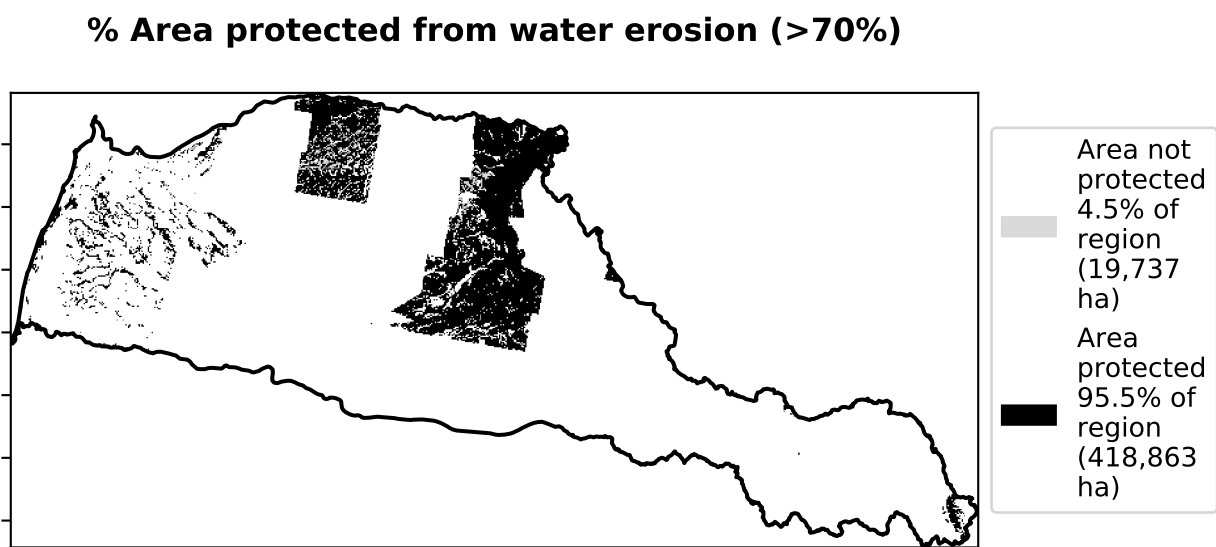 % Area protected from water erosion (>70%)
Area not
protected
4.5% of
region
(19,737
ha)
Area
protected
95.5% of
region
(418,863
ha)